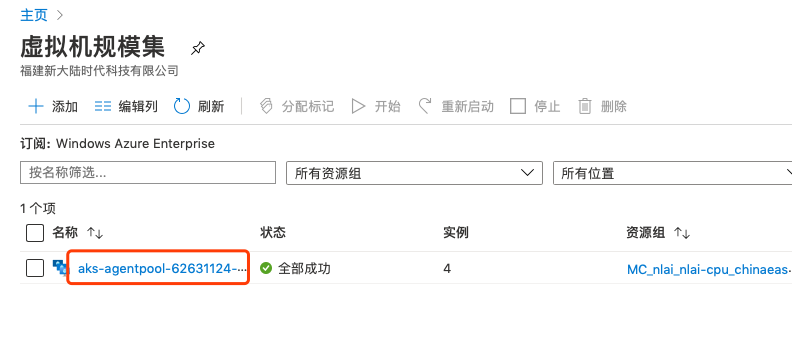 主页 >
虚拟机规模集
福建新大陆时代科技有限公司
添加 编辑列 刷新 分配标记 开始 重新启动 停止 删除
订阅: Windows Azure Enterprise
按名称筛选... 所有资源组 所有位置
1 个项
名称 ↑↓ 状态 实例 资源组 ↑↓
aks-agentpool-62631124-... 全部成功 4 MC_nlai_nlai-cpu_chinaeas